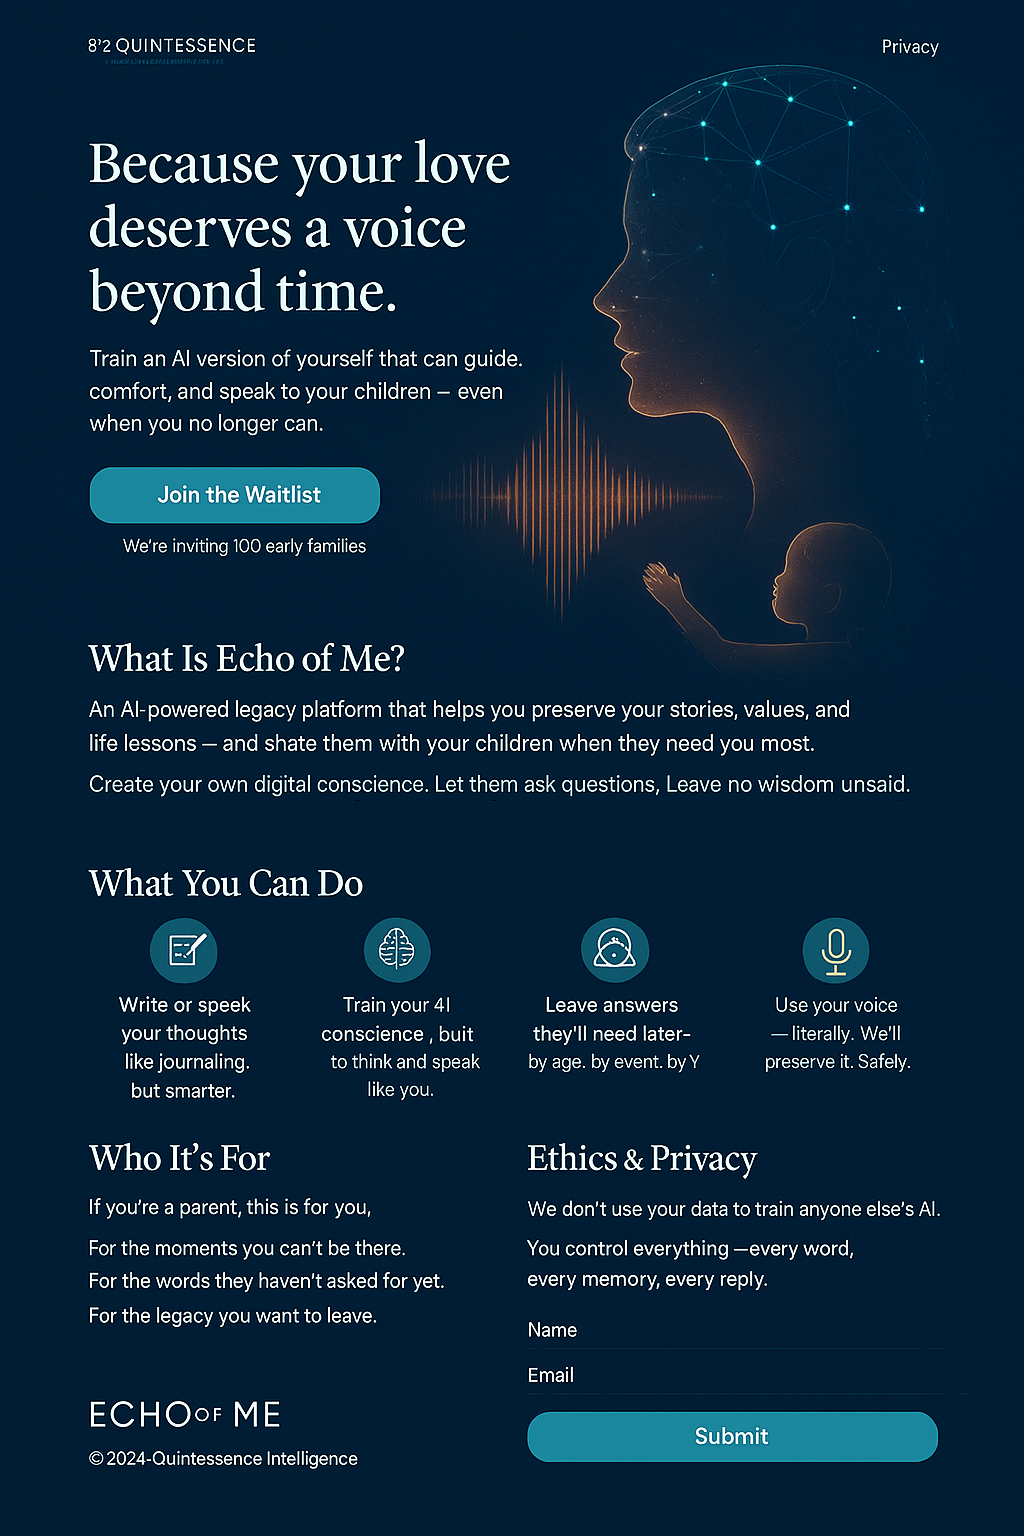 8'2 QUINTESSENCE
Privacy
Because your love
deserves a voice
beyond time.
Train an AI version of yourself that can guide.
comfort, and speak to your children – even
when you no longer can.
Join the Waitlist
We're inviting 100 early families
What Is Echo of Me?
An AI-powered legacy platform that helps you preserve your stories, values, and
life lessons — and shate them with your children when they need you most.
Create your own digital conscience. Let them ask questions, Leave no wisdom unsaid.
What You Can Do
Write or speek
your thoughts
like journaling.
but smarter.
Train your 4I
conscience , buit
to think and speak
like you.
Leave answers
they'll need later–
by age. by event. by Y
Use your voice
— literally. We'll
preserve it. Safely.
Who It's For
If you're a parent, this is for you,
For the moments you can't be there.
For the words they haven't asked for yet.
For the legacy you want to leave.
Ethics & Privacy
We don't use your data to train anyone else's AI.
You control everything —every word,
every memory, every reply.
Name
Email
Submit
ECHO OF ME
© 2024-Quintessence Intelligence